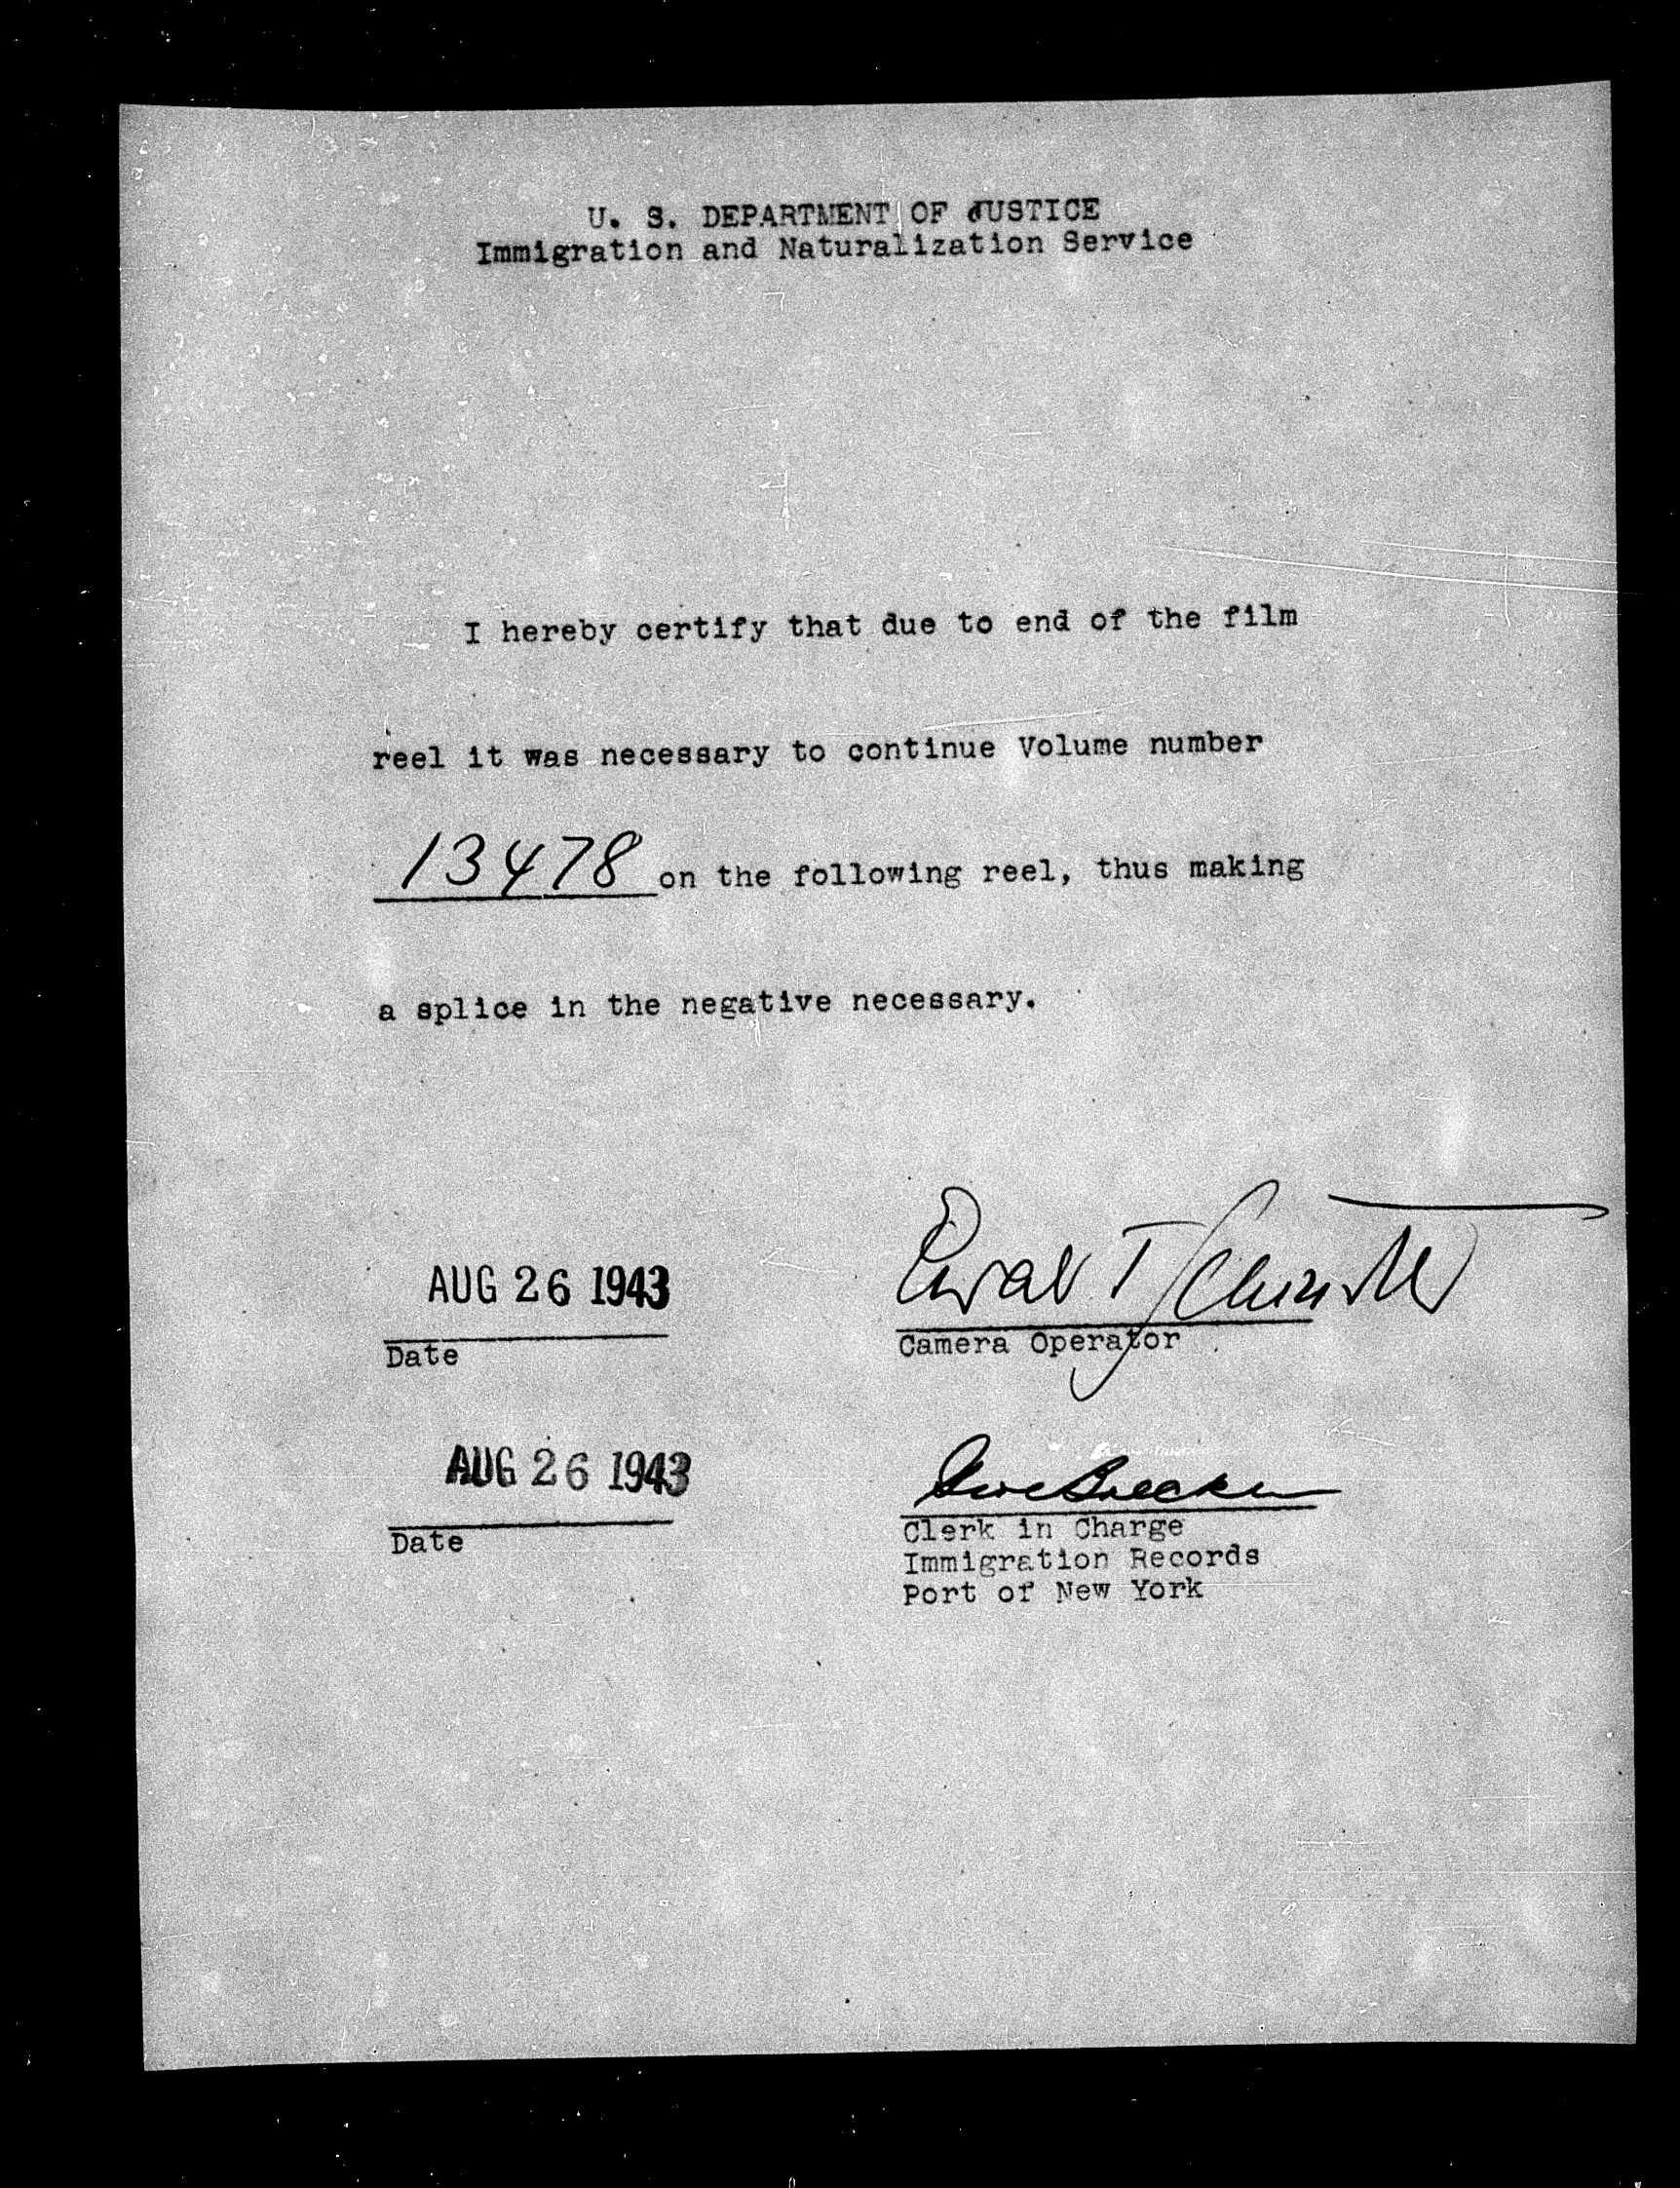 U. S. DEPARTMENT OF JUSTICE
Immigration and Naturalization Service
I hereby certify that due to end of the film
reel it was necessary to continue Volume number
13478 on the following reel, thus making
a splice in the negative necessary.
AUG 26 1943
Date
Camera Operator
AUG 26 1943
Date
Clerk in Charge
Immigration Records
Port of New York